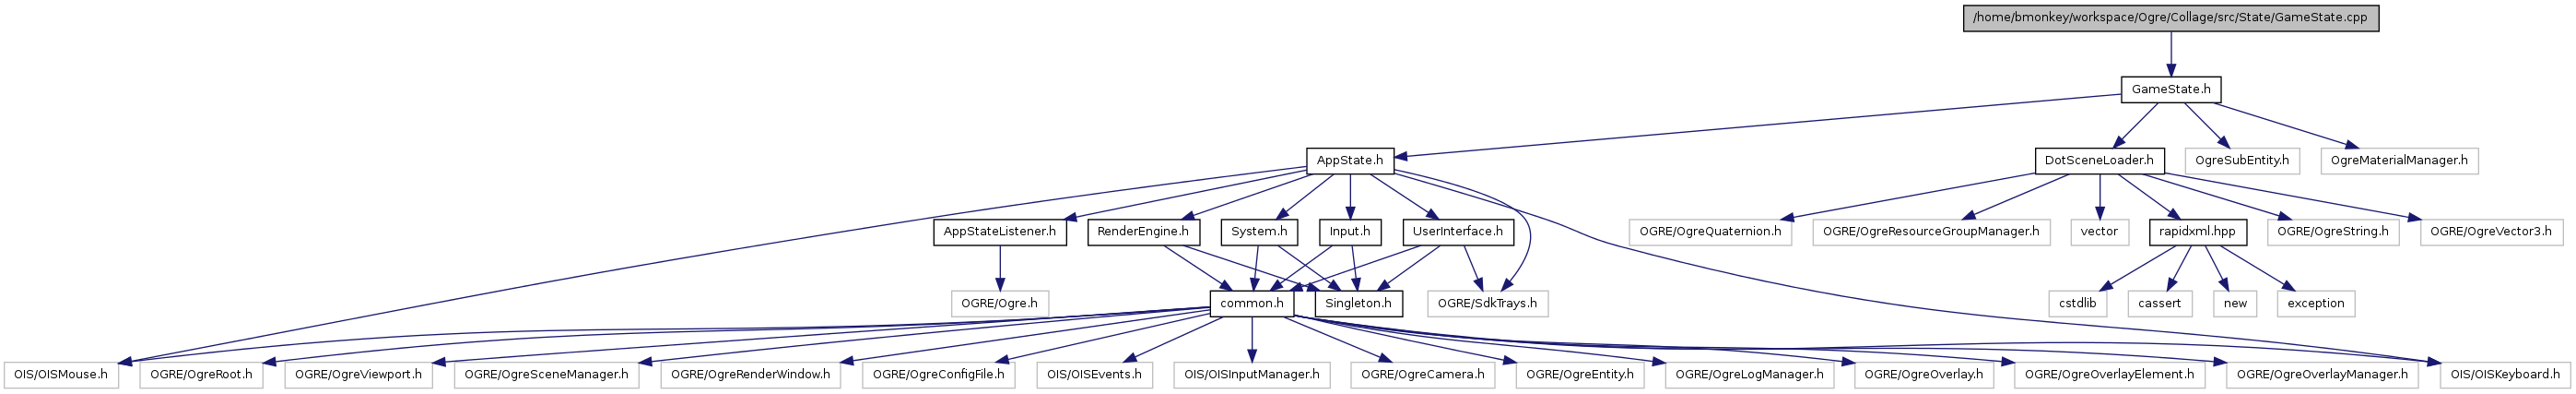 /home/bmonkey/workspace/Ogre/Collage/src/State/GameState.cpp
GameState.h
AppState.h
DotSceneLoader.h
OgreSubEntity.h
OgreMaterialManager.h
AppStateListener.h
RenderEngine.h
System.h
Input.h
UserInterface.h
OGRE/OgreQuaternion.h
OGRE/OgreResourceGroupManager.h
vector
rapidxml.hpp
OGRE/OgreString.h
OGRE/OgreVector3.h
OGRE/Ogre.h
common.h
Singleton.h
OGRE/SdkTrays.h
cstdlib
cassert
new
exception
OIS/OISMouse.h
OGRE/OgreRoot.h
OGRE/OgreViewport.h
OGRE/OgreSceneManager.h
OGRE/OgreRenderWindow.h
OGRE/OgreConfigFile.h
OIS/OISEvents.h
OIS/OISInputManager.h
OGRE/OgreCamera.h
OGRE/OgreEntity.h
OGRE/OgreLogManager.h
OGRE/OgreOverlay.h
OGRE/OgreOverlayElement.h
OGRE/OgreOverlayManager.h
OIS/OISKeyboard.h